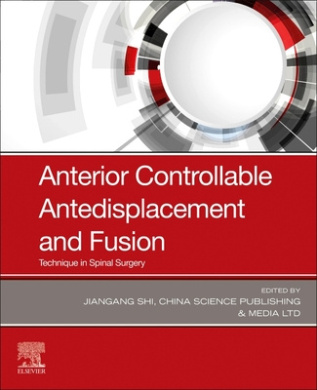 Anterior Controllable
Antedisplacement
and Fusion
Technique in Spinal Surgery
EDITED BY
JIANGANG SHI, CHINA SCIENCE PUBLISHING
& MEDIA LTD
ELSEVIER